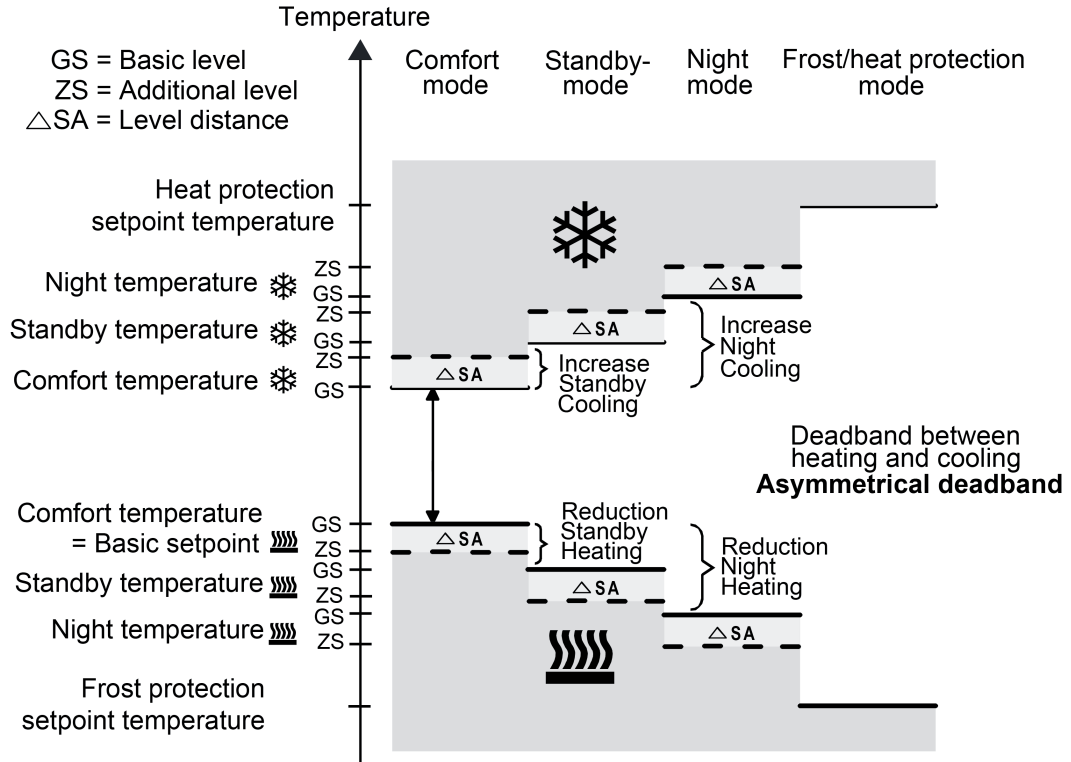 Temperature
GS = Basic level
ZS = Additional level
△SA = Level distance
Comfort
mode
Standby-
mode
Night
mode
Frost/heat protection
mode
Heat protection
setpoint temperature
Night temperature
ZS
GS
△SA
Standby temperature
ZS
GS
△SA
Comfort temperature
ZS
GS
△SA
Increase
Standby
Cooling
Increase
Night
Cooling
Deadband between
heating and cooling
Asymmetrical deadband
Comfort temperature
= Basic setpoint
GS
ZS
△SA
Reduction
Standby
Heating
Reduction
Night
Heating
Standby temperature
GS
ZS
△SA
Night temperature
GS
ZS
△SA
Frost protection
setpoint temperature